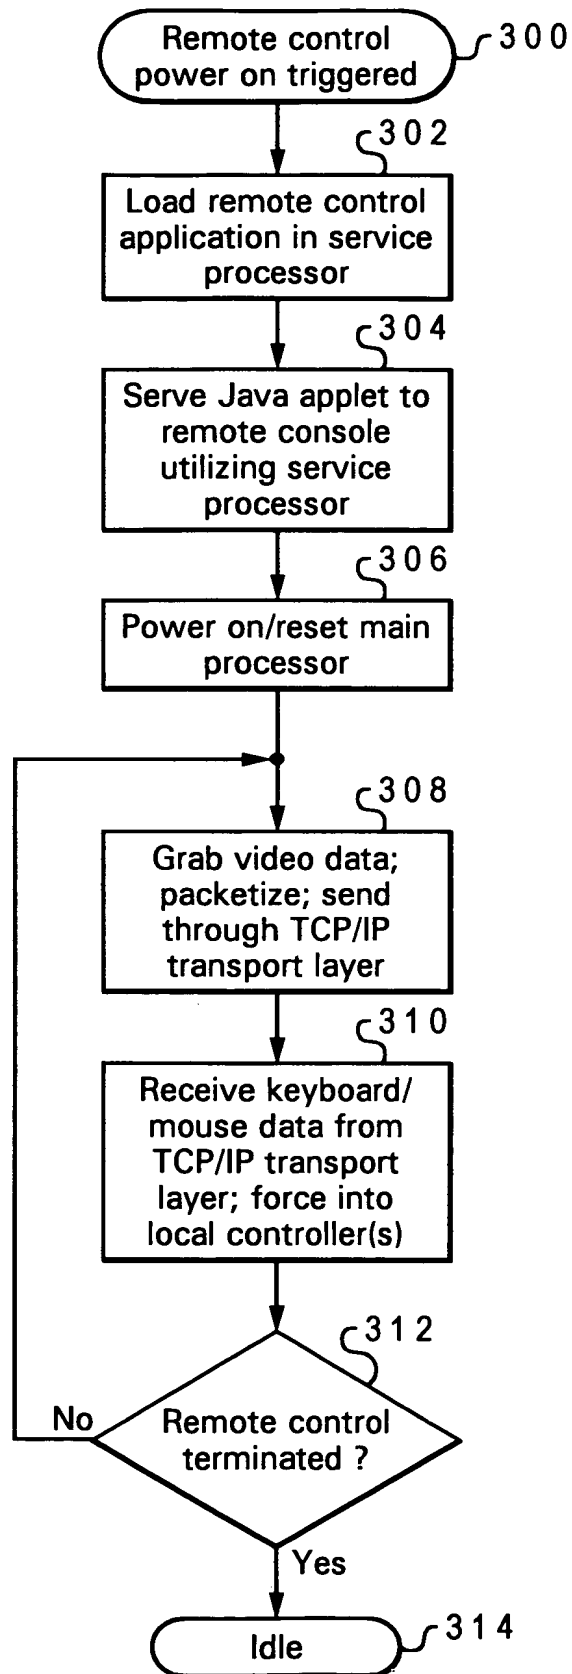 Remote control
power on triggered
300
302
Load remote control
application in service
processor
304
Serve Java applet to
remote console
utilizing service
processor
306
Power on/reset main
processor
308
Grab video data;
packetize; send
through TCP/IP
transport layer
310
Receive keyboard/
mouse data from
TCP/IP transport
layer; force into
local controller(s)
312
No
Remote control
terminated ?
Yes
Idle
314